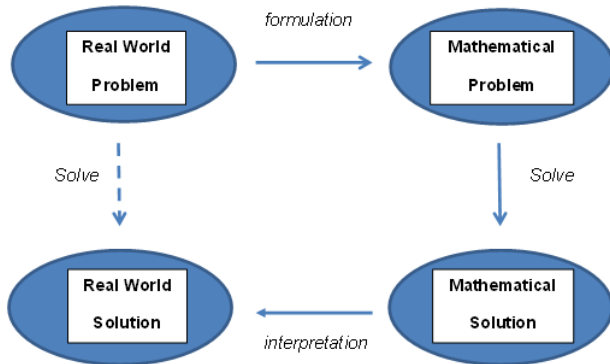 formulation
Real World
Problem
Mathematical
Problem
Solve
Solve
Real World
Solution
Mathematical
Solution
interpretation